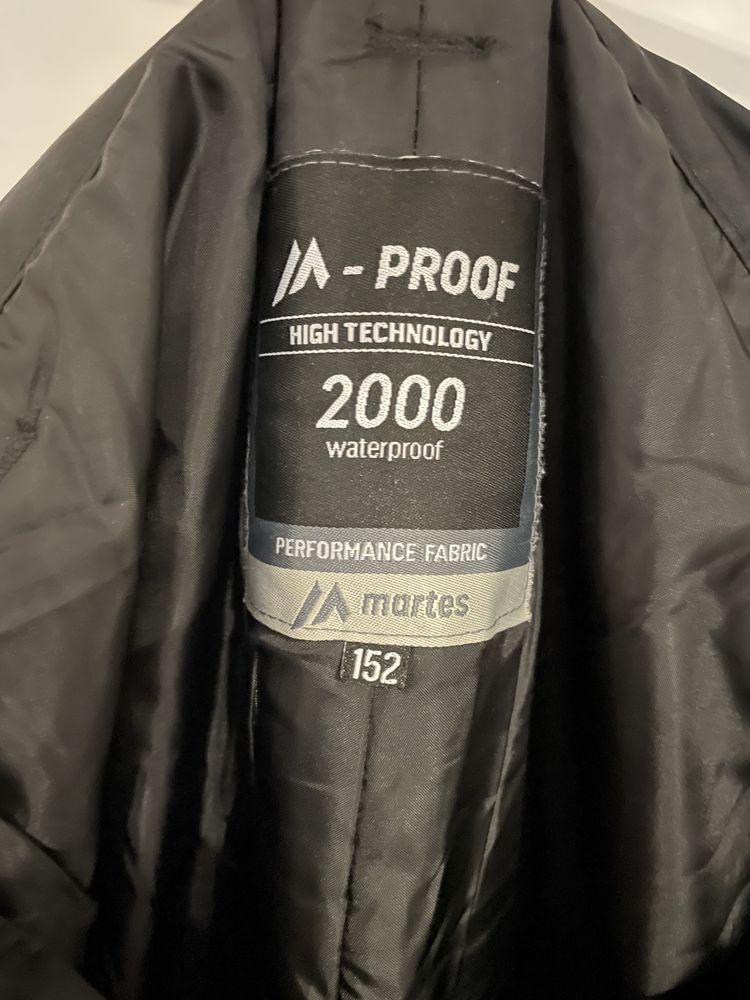 M - PROOF
HIGH TECHNOLOGY
2000
waterproof
PERFORMANCE FABRIC
martes
152